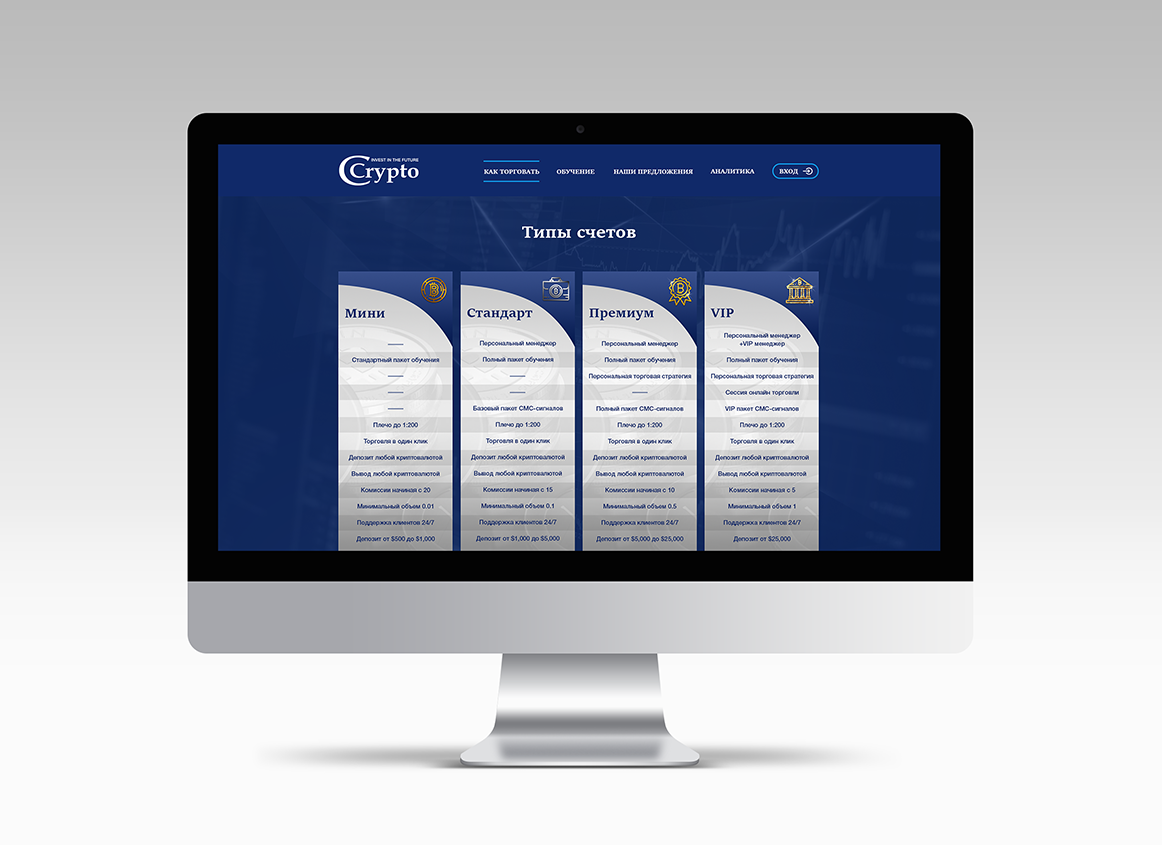 INVEST IN THE FUTURE
Crypto
КАК ТОРГОВАТЬ
ОБУЧЕНИЕ
НАШИ ПРЕДЛОЖЕНИЯ
АНАЛИТИКА
ВХОД
Типы счетов
Мини
——
Стандартный пакет обучения
——
——
——
Плечо до 1:200
Торговля в один клик
Депозит любой криптовалютой
Вывод любой криптовалютой
Комиссии начиная с 20
Минимальный объем 0.01
Поддержка клиентов 24/7
Депозит от $500 до $1,000
Стандарт
Персональный менеджер
Полный пакет обучения
——
——
Базовый пакет СМС-сигналов
Плечо до 1:200
Торговля в один клик
Депозит любой криптовалютой
Вывод любой криптовалютой
Комиссии начиная с 15
Минимальный объем 0.1
Поддержка клиентов 24/7
Депозит от $1,000 до $5,000
Премиум
Персональный менеджер
Полный пакет обучения
Персональная торговая стратегия
——
Полный пакет СМС-сигналов
Плечо до 1:200
Торговля в один клик
Депозит любой криптовалютой
Вывод любой криптовалютой
Комиссии начиная с 10
Минимальный объем 0.5
Поддержка клиентов 24/7
Депозит от $5,000 до $25,000
VIP
Персональный менеджер
+VIP менеджер
Полный пакет обучения
Персональная торговая стратегия
Сессия онлайн торговли
VIP пакет СМС-сигналов
Плечо до 1:200
Торговля в один клик
Депозит любой криптовалютой
Вывод любой криптовалютой
Комиссии начиная с 5
Минимальный объем 1
Поддержка клиентов 24/7
Депозит от $25,000